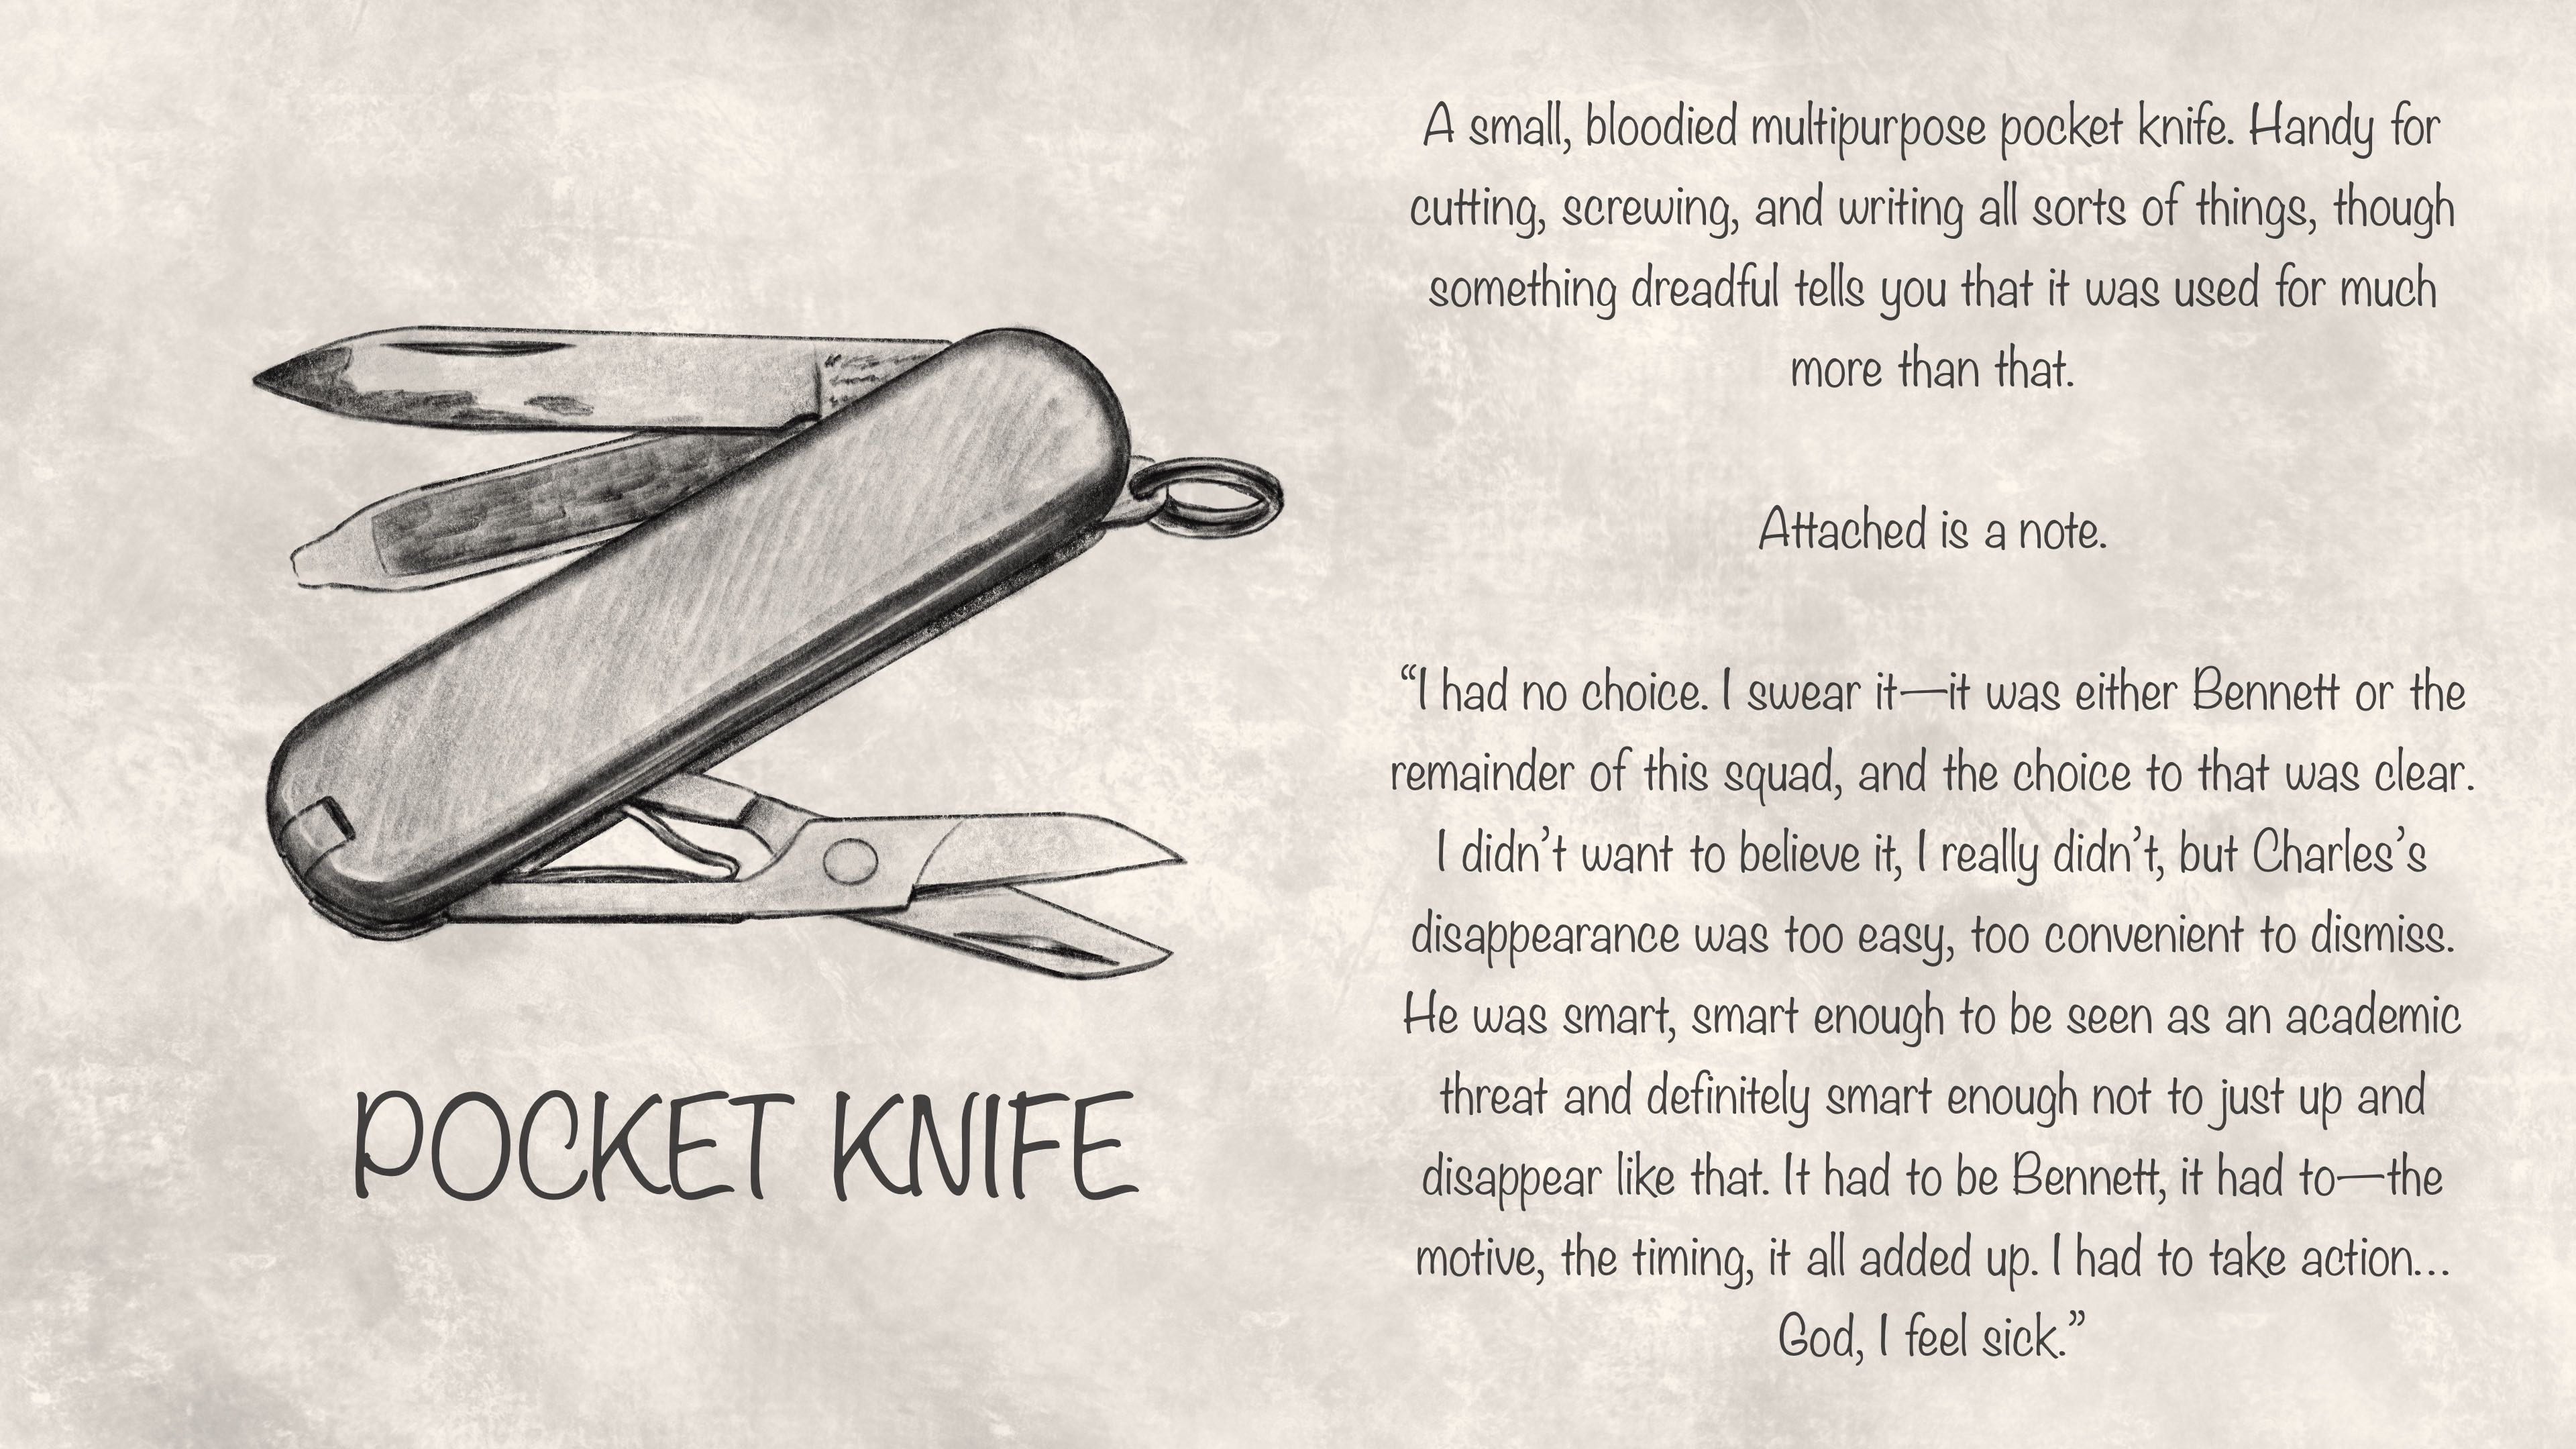 A small, bloodied multipurpose pocket knife. Handy for
cutting, screwing, and writing all sorts of things, though
something dreadful tells you that it was used for much
more than that.
Attached is a note.
“I had no choice. I swear it—it was either Bennett or the
remainder of this squad, and the choice to that was clear.
I didn’t want to believe it, I really didn’t, but Charles’s
disappearance was too easy, too convenient to dismiss.
He was smart, smart enough to be seen as an academic
threat and definitely smart enough not to just up and
disappear like that. It had to be Bennett, it had to—the
motive, the timing, it all added up. I had to take action...
God, I feel sick.”
POCKET KNIFE